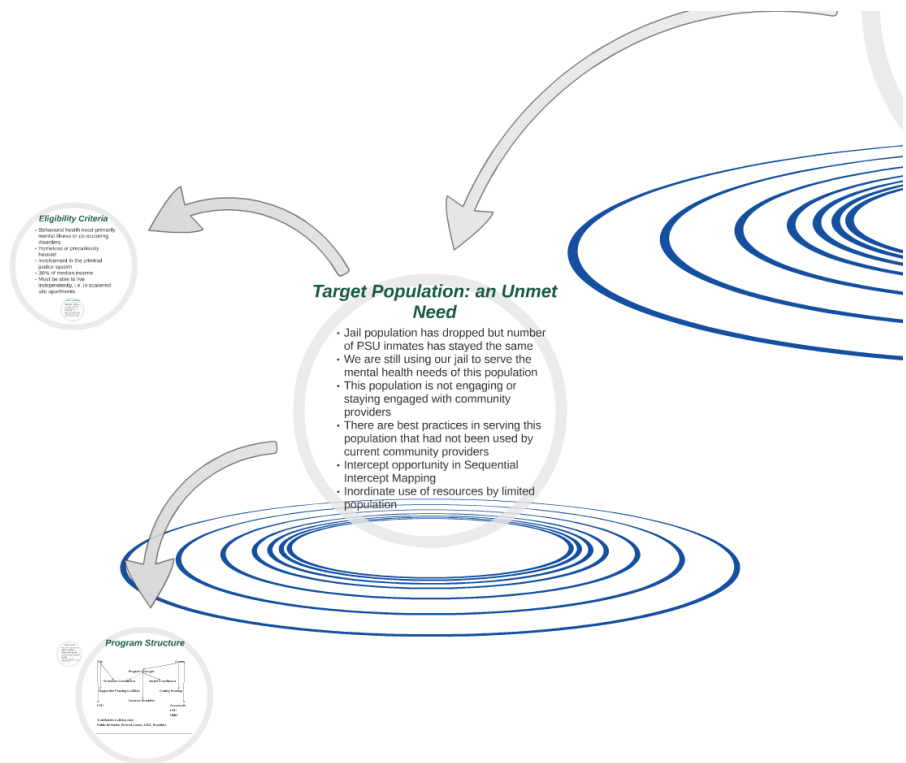 Target Population: an Unmet
Need
• Jail population has dropped but number
of PSU inmates has stayed the same
• We are still using our jail to serve the
mental health needs of this population
• This population is not engaging or
staying engaged with community
providers
• There are best practices in serving this
population that had not been used by
current community providers
• Intercept opportunity in Sequential
Intercept Mapping
• Inordinate use of resources by limited
population
Eligibility Criteria
• Behavioral health need-primarily
mental illness or co-occurring
disorders
• Homeless or precariously
housed
• Involvement in the criminal
justice system
• 30% of median income
• Must be able to live
independently, i.e. in scattered
site apartments
Program Structure
County Housing